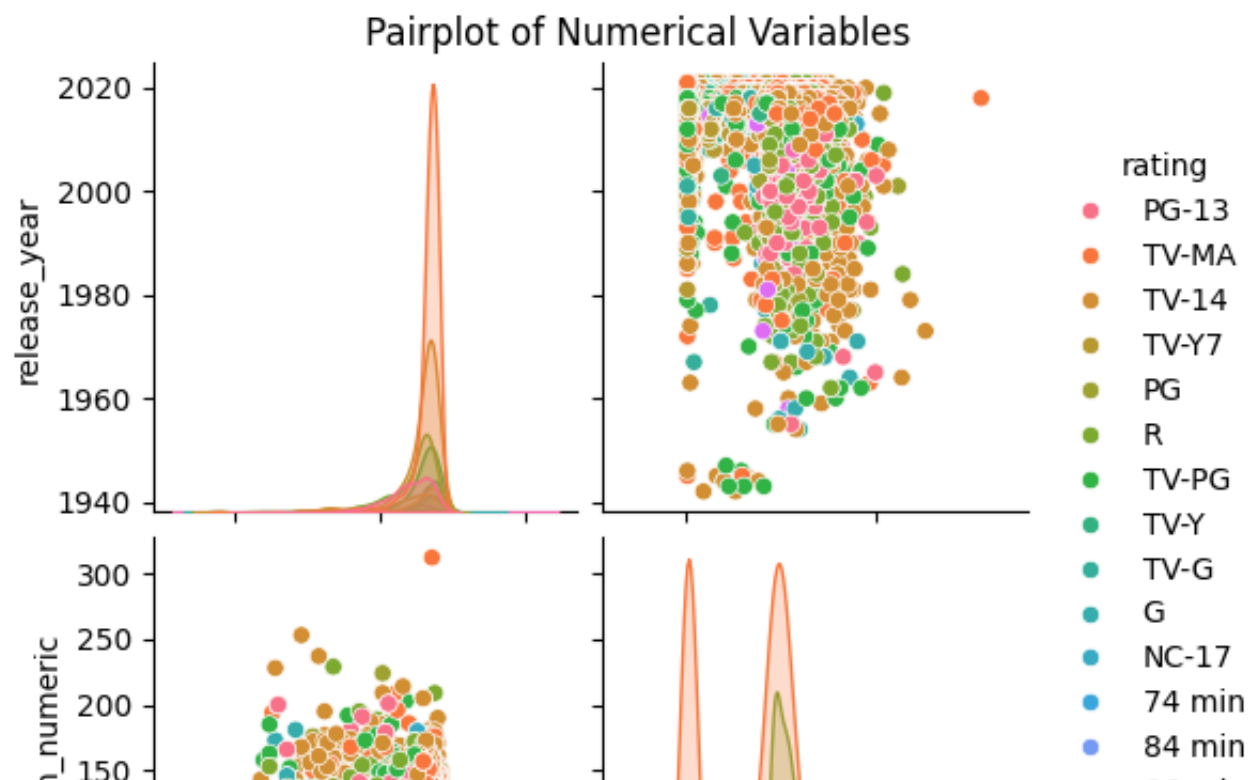 Pairplot of Numerical Variables
2020
2000
1980
1960
1940
release_year
300
250
200
150
n_numeric
rating
PG-13
TV-MA
TV-14
TV-Y7
PG
R
TV-PG
TV-Y
TV-G
G
NC-17
74 min
84 min